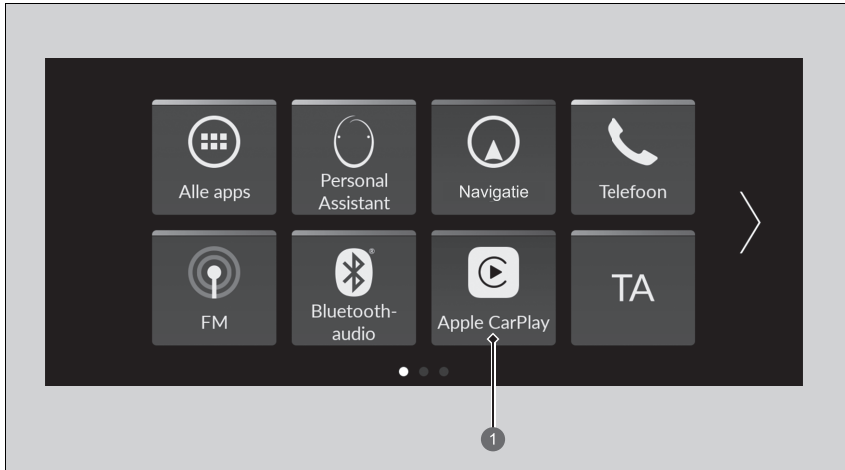 Alle apps
Personal
Assistant
Navigatie
Telefoon
FM
Bluetooth-
audio
®
Apple CarPlay
TA
1